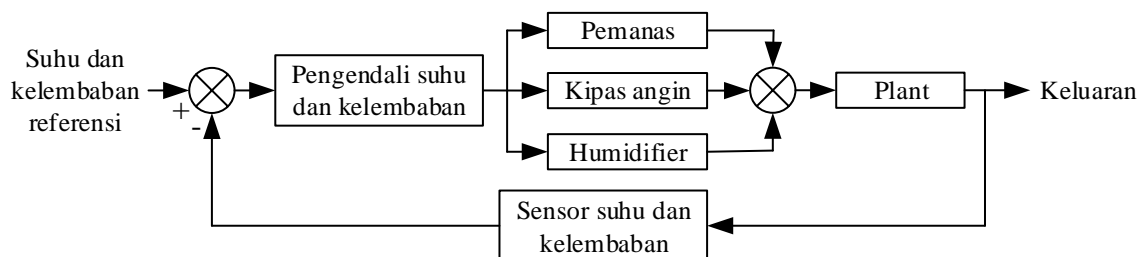 Suhu dan
kelembaban
referensi
+
-
Pengendali suhu
dan kelembaban
Pemanas
Kipas angin
Humidifier
Plant
Keluaran
Sensor suhu dan
kelembaban